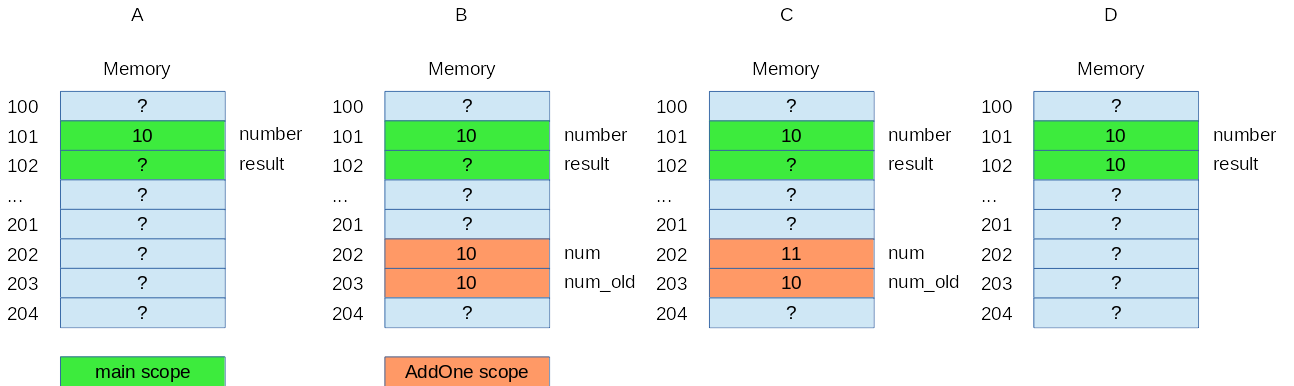 A B C D
Memory Memory Memory Memory
100 ? 100 ? 100 ? 100 ?
101 10 number 101 10 number 101 10 number 101 10 number
102 ? result 102 ? result 102 ? result 102 10 result
... ? ... ? ... ? ... ?
201 ? 201 ? 201 ? 201 ?
202 ? 202 10 num 202 11 num 202 ?
203 ? 203 10 num_old 203 10 num_old 203 ?
204 ? 204 ? 204 ? 204 ?
main scope AddOne scope